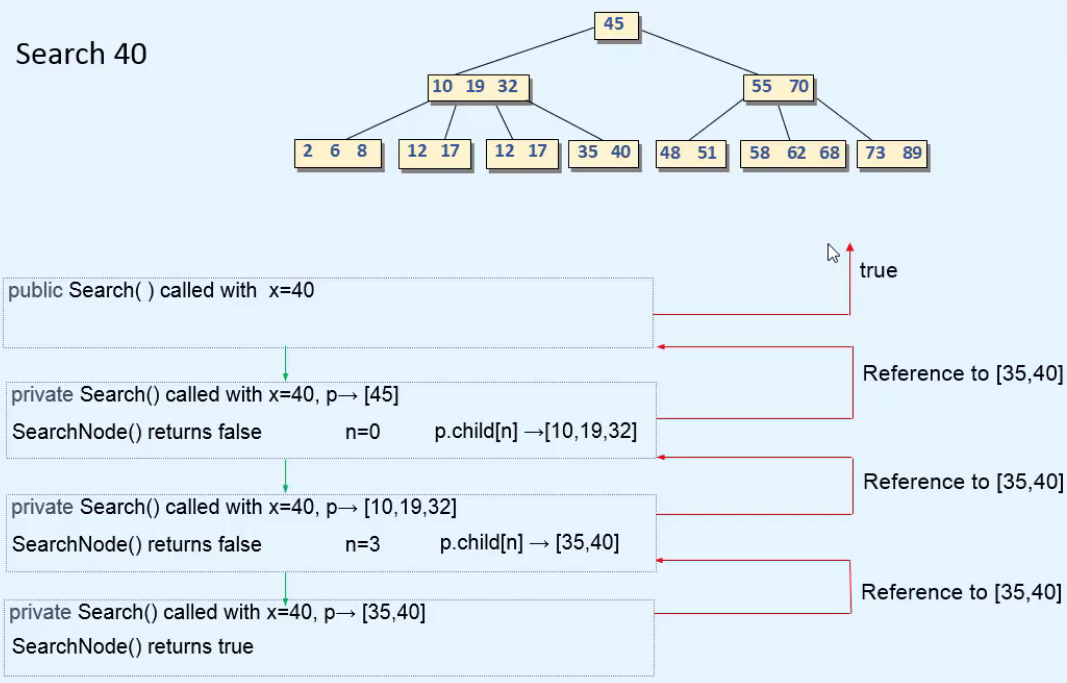 Search 40
45
10 19 32
55 70
2 6 8
12 17
12 17
35 40
48 51
58 62 68
73 89
true
public Search( ) called with x=40
Reference to [35,40]
private Search() called with x=40, p→ [45]
SearchNode() returns false n=0 p.child[n] →[10,19,32]
Reference to [35,40]
private Search() called with x=40, p→ [10,19,32]
SearchNode() returns false n=3 p.child[n] → [35,40]
Reference to [35,40]
private Search() called with x=40, p→ [35,40]
SearchNode() returns true